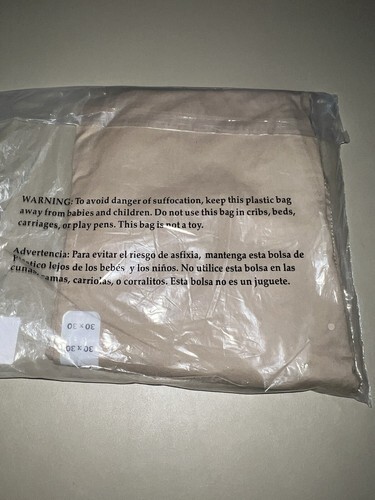 WARNING: To avoid danger of suffocation, keep this plastic bag
away from babies and children. Do not use this bag in cribs, beds,
carriages, or play pens. This bag is not a toy.
Advertencia: Para evitar el riesgo de asfixia, mantenga esta bolsa de
plastico lejos de los bebés y los niños. No utilice esta bolsa en las
cunas, camas, carriolas, o corralitos. Esta bolsa no es un juguete.
30 x 30
30 x 30